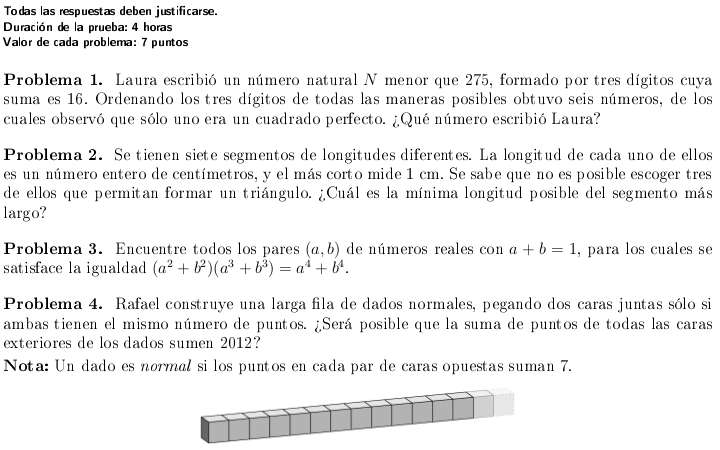 Todas las respuestas deben justificarse.
Duración de la prueba: 4 horas
Valor de cada problema: 7 puntos
Problema 1. Laura escribió un número natural N menor que 275, formado por tres dígitos cuya
suma es 16. Ordenando los tres dígitos de todas las maneras posibles obtuvo seis números, de los
cuales observó que sólo uno era un cuadrado perfecto. ¿Qué número escribió Laura?
Problema 2. Se tienen siete segmentos de longitudes diferentes. La longitud de cada uno de ellos
es un número entero de centímetros, y el más corto mide 1 cm. Se sabe que no es posible escoger tres
de ellos que permitan formar un triángulo. ¿Cuál es la mínima longitud posible del segmento más
largo?
Problema 3. Encuentre todos los pares (a, b) de números reales con a + b = 1, para los cuales se
satisface la igualdad (a² + b²)(a³ + b³) = a⁴ + b⁴.
Problema 4. Rafael construye una larga fila de dados normales, pegando dos caras juntas sólo si
ambas tienen el mismo número de puntos. ¿Será posible que la suma de puntos de todas las caras
exteriores de los dados sumen 2012?
Nota: Un dado es normal si los puntos en cada par de caras opuestas suman 7.